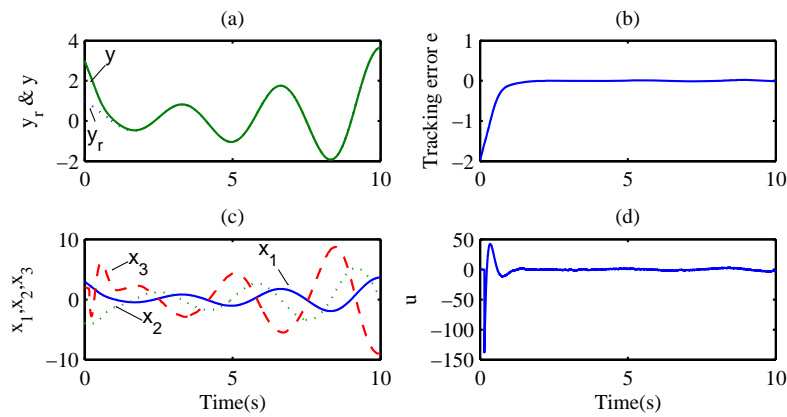 (a)
4
2
0
−2
0
5
10
y_r & y
y
y_r
(b)
1
0
−1
−2
0
5
10
Tracking error e
(c)
10
0
−10
0
5
10
x_1,x_2,x_3
x_3
x_1
x_2
Time(s)
(d)
50
0
−50
−100
−150
0
5
10
u
Time(s)